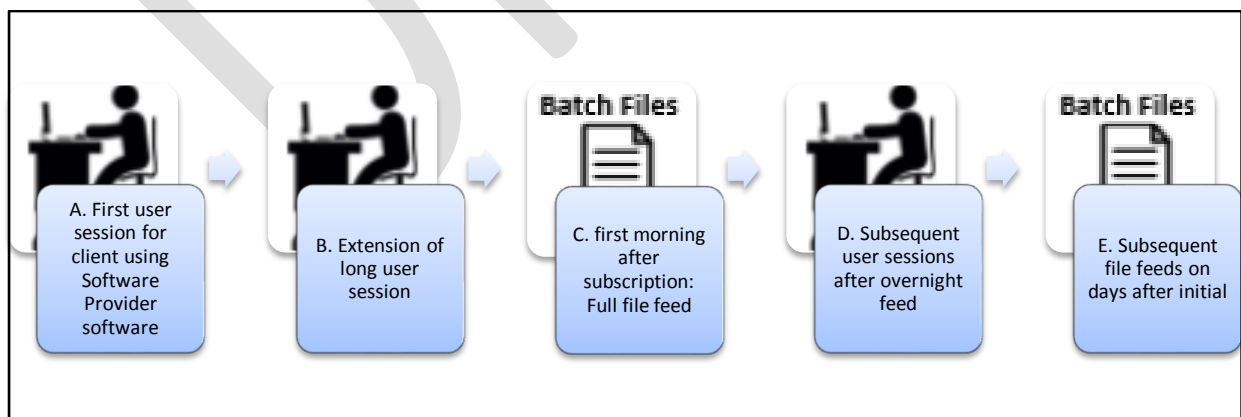 A. First user
session for
client using
Software
Provider
software
B. Extension of
long user
session
Batch Files
C. first morning
after
subscription:
Full file feed
D. Subsequent
user sessions
after overnight
feed
Batch Files
E. Subsequent
file feeds on
days after initial